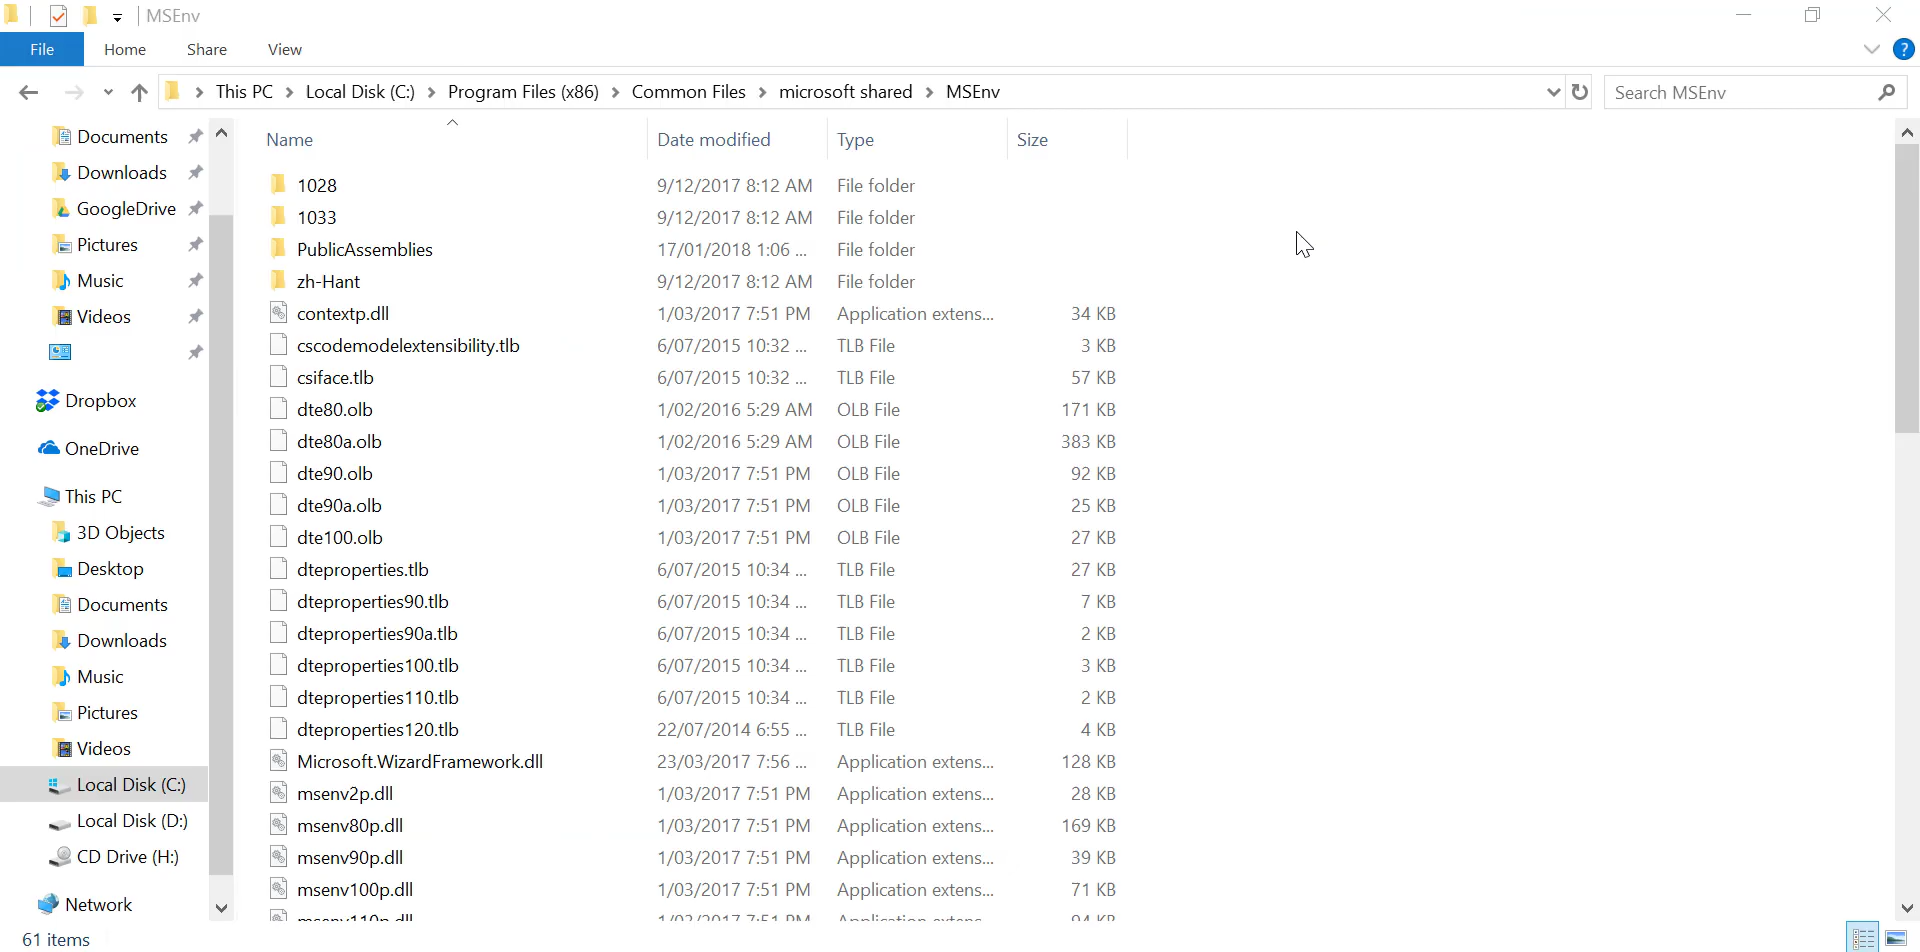 MSEnv
File Home Share View ?
This PC Local Disk (C:) Program Files (x86) Common Files microsoft shared MSEnv Search MSEnv
Documents
Downloads
GoogleDrive
Pictures
Music
Videos
Dropbox
OneDrive
This PC
3D Objects
Desktop
Documents
Downloads
Music
Pictures
Videos
Local Disk (C:)
Local Disk (D:)
CD Drive (H:)
Network
Name Date modified Type Size
1028 9/12/2017 8:12 AM File folder
1033 9/12/2017 8:12 AM File folder
PublicAssemblies 17/01/2018 1:06 ... File folder
zh-Hant 9/12/2017 8:12 AM File folder
contextp.dll 1/03/2017 7:51 PM Application extens... 34 KB
cscodemodelextensibility.tlb 6/07/2015 10:32 ... TLB File 3 KB
csiface.tlb 6/07/2015 10:32 ... TLB File 57 KB
dte80.olb 1/02/2016 5:29 AM OLB File 171 KB
dte80a.olb 1/02/2016 5:29 AM OLB File 383 KB
dte90.olb 1/03/2017 7:51 PM OLB File 92 KB
dte90a.olb 1/03/2017 7:51 PM OLB File 25 KB
dte100.olb 1/03/2017 7:51 PM OLB File 27 KB
dteproperties.tlb 6/07/2015 10:34 ... TLB File 27 KB
dteproperties90.tlb 6/07/2015 10:34 ... TLB File 7 KB
dteproperties90a.tlb 6/07/2015 10:34 ... TLB File 2 KB
dteproperties100.tlb 6/07/2015 10:34 ... TLB File 3 KB
dteproperties110.tlb 6/07/2015 10:34 ... TLB File 2 KB
dteproperties120.tlb 22/07/2014 6:55 ... TLB File 4 KB
Microsoft.WizardFramework.dll 23/03/2017 7:56 ... Application extens... 128 KB
msenv2p.dll 1/03/2017 7:51 PM Application extens... 28 KB
msenv80p.dll 1/03/2017 7:51 PM Application extens... 169 KB
msenv90p.dll 1/03/2017 7:51 PM Application extens... 39 KB
msenv100p.dll 1/03/2017 7:51 PM Application extens... 71 KB
msenv110p.dll 1/03/2017 7:51 PM Application extens... 94 KB
61 items